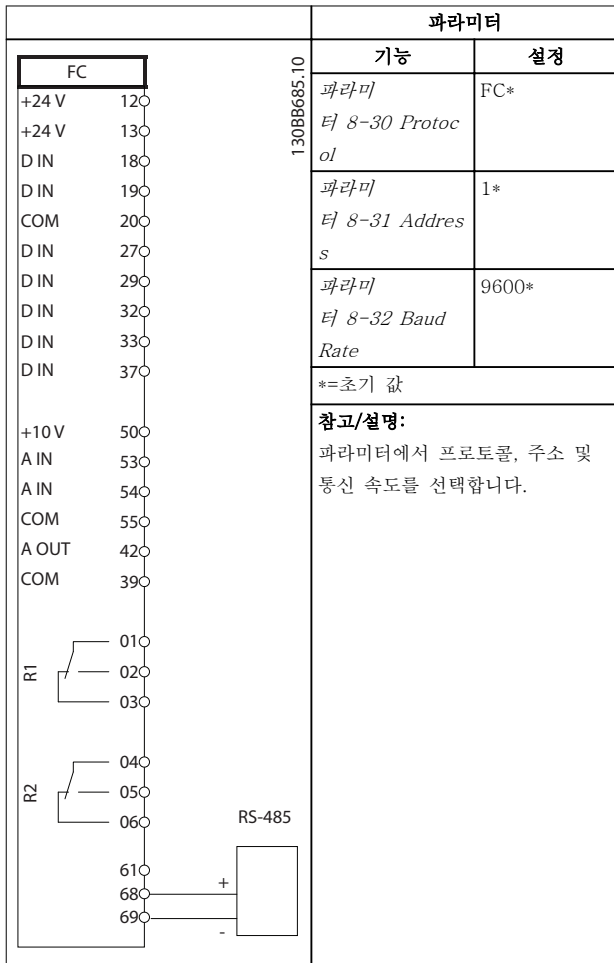 FC
+24 V 12
+24 V 13
D IN 18
D IN 19
COM 20
D IN 27
D IN 29
D IN 32
D IN 33
D IN 37
+10 V 50
A IN 53
A IN 54
COM 55
A OUT 42
COM 39
R1
01
02
03
R2
04
05
06
RS-485
61
68 +
69 -
130BB685.10
파라미터
기능 설정
파라미 FC*
터 8-30 Protoc
ol
파라미 1*
터 8-31 Addres
s
파라미 9600*
터 8-32 Baud
Rate
*=초기 값
참고/설명:
파라미터에서 프로토콜, 주소 및
통신 속도를 선택합니다.